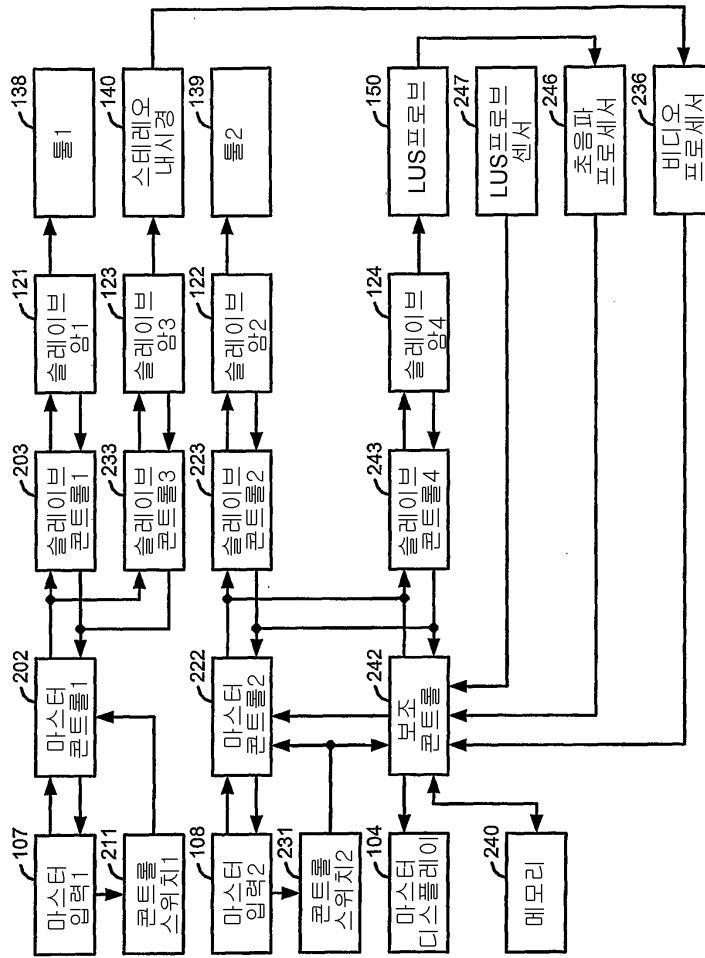 107
마스터
입력1
202
마스터
콘트롤1
203
슬레이브
콘트롤1
121
슬레이브
암1
138
툴1
211
콘트롤
스위치1
233
슬레이브
콘트롤3
123
슬레이브
암3
140
스테레오
내시경
108
마스터
입력2
222
마스터
콘트롤2
223
슬레이브
콘트롤2
122
슬레이브
암2
139
툴2
231
콘트롤
스위치2
104
마스터
디스플레이
242
보조
콘트롤
243
슬레이브
콘트롤4
124
슬레이브
암4
150
LUS프로브
247
LUS프로브
센서
240
메모리
246
초음파
프로세서
236
비디오
프로세서